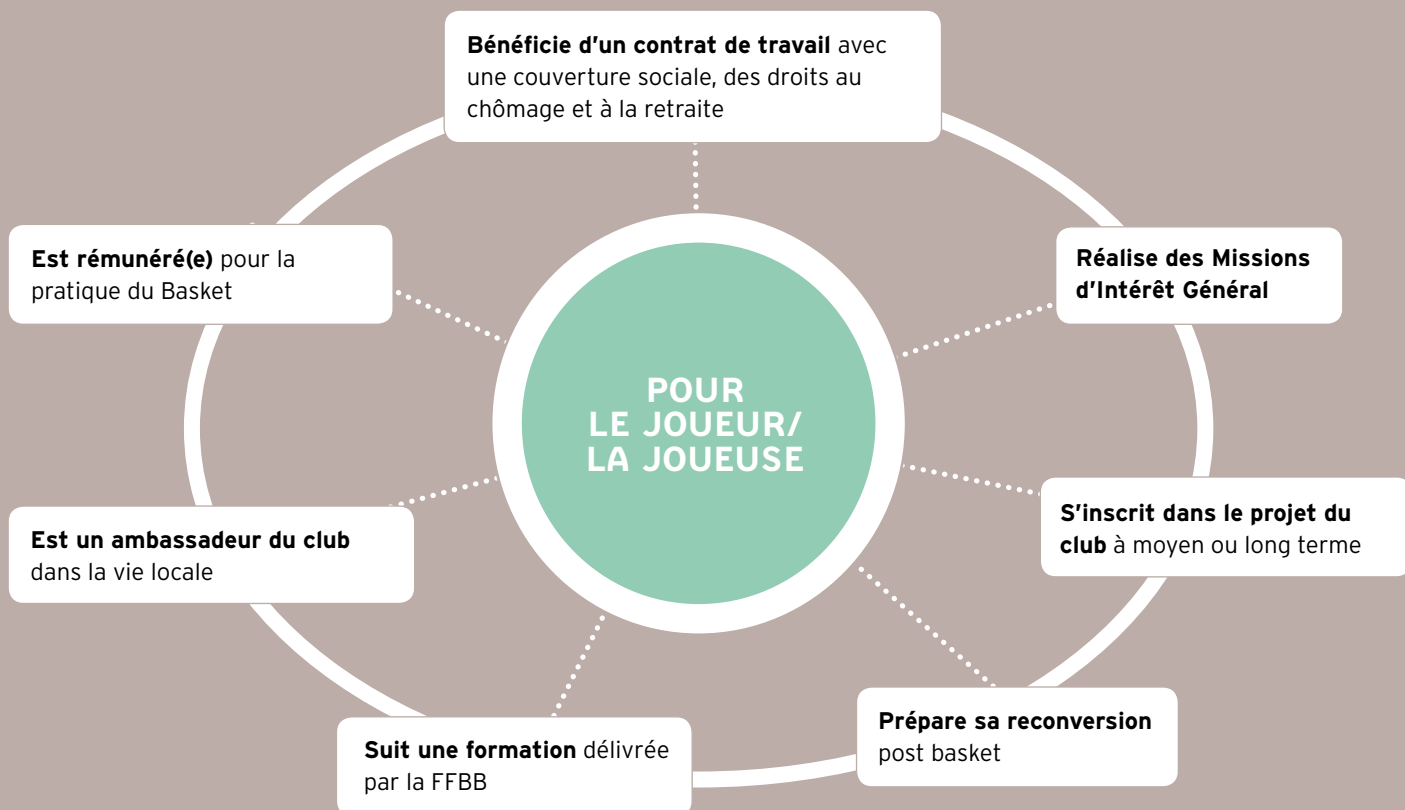 Bénéficie d'un contrat de travail avec
une couverture sociale, des droits au
chômage et à la retraite
Est rémunéré(e) pour la
pratique du Basket
Réalise des Missions
d'Intérêt Général
POUR
LE JOUEUR/
LA JOUEUSE
Est un ambassadeur du club
dans la vie locale
S'inscrit dans le projet du
club à moyen ou long terme
Suit une formation délivrée
par la FFBB
Prépare sa reconversion
post basket